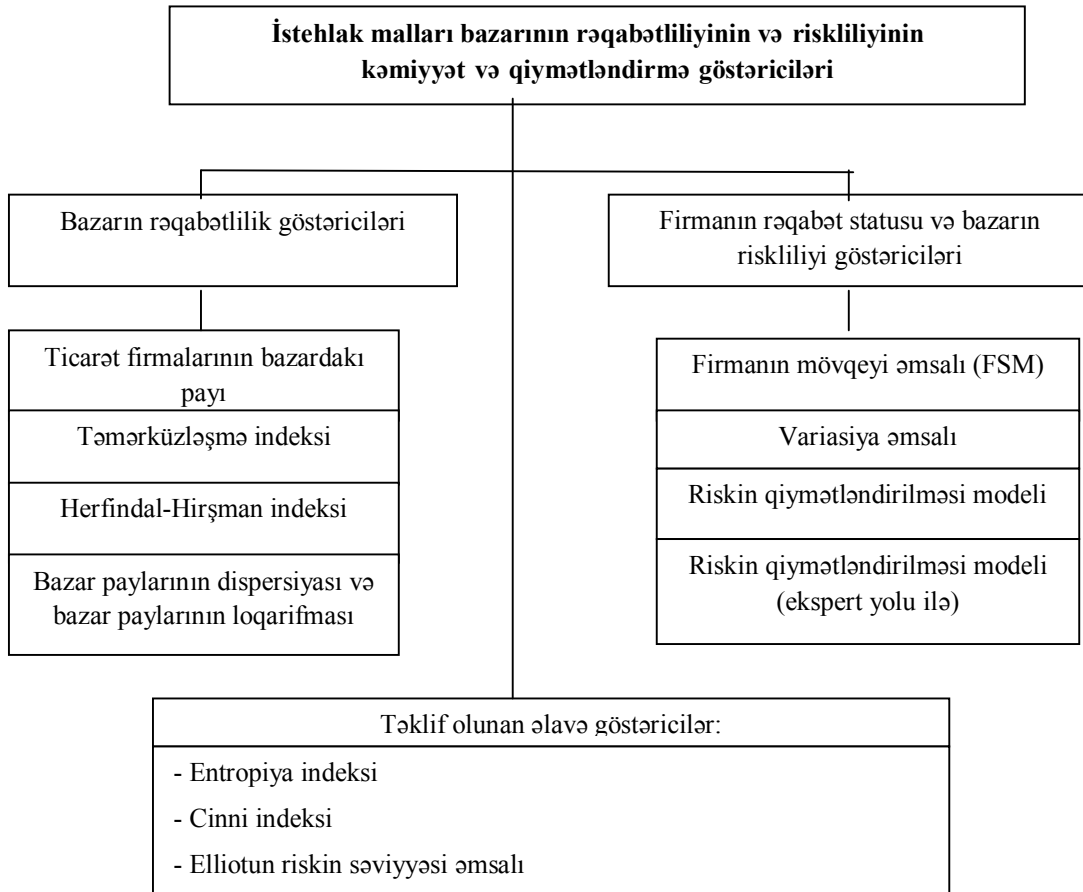 İstehlak malları bazarının rəqabətliliyinin və riskliliyinin
kəmiyyət və qiymətləndirmə göstəriciləri
Bazarın rəqabətlilik göstəriciləri
Firmanın rəqabət statusu və bazarın
riskliliyi göstəriciləri
Ticarət firmalarının bazardakı
payı
Təmərküzləşmə indeksi
Herfindal-Hirşman indeksi
Bazar paylarının dispersiyası və
bazar paylarının loqarifması
Firmanın mövqeyi əmsalı (FSM)
Variasiya əmsalı
Riskin qiymətləndirilməsi modeli
Riskin qiymətləndirilməsi modeli
(ekspert yolu ilə)
Təklif olunan əlavə göstəricilər:
- Entropiya indeksi
- Cinni indeksi
- Elliotun riskin səviyyəsi əmsalı